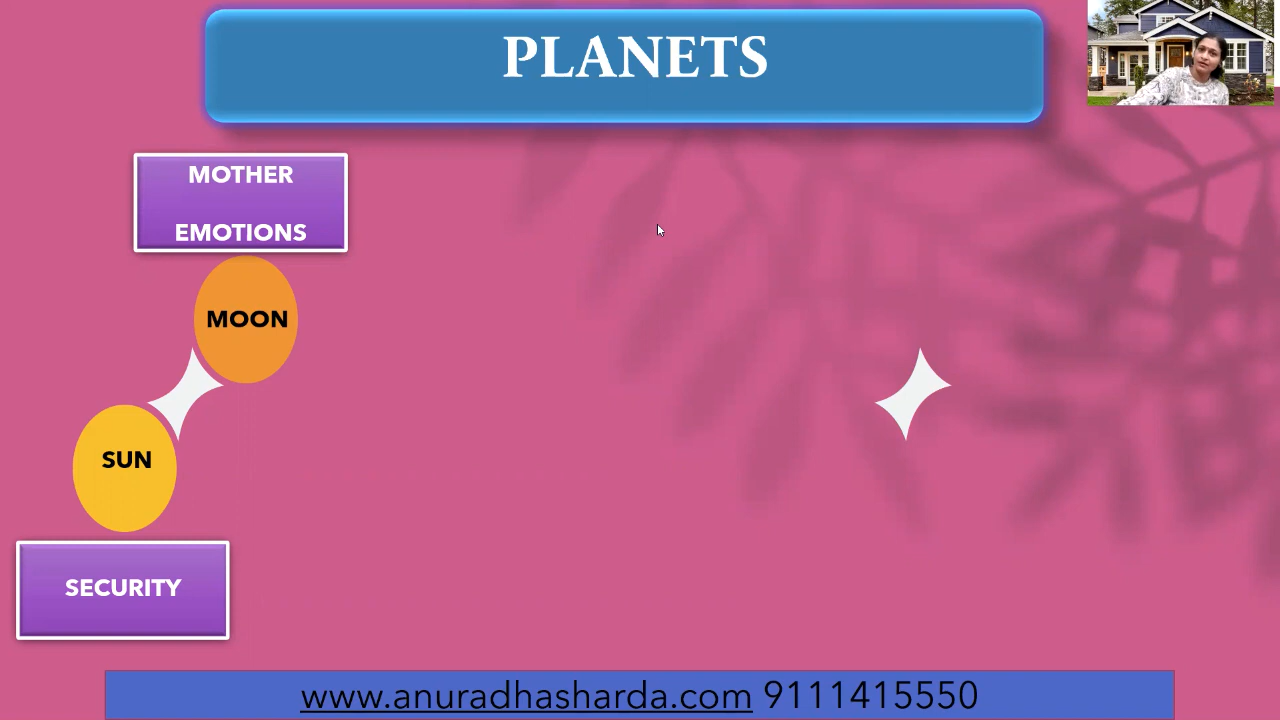 PLANETS
MOTHER
EMOTIONS
MOON
SUN
SECURITY
www.anuradhasharda.com 9111415550